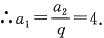 ∴a₁ = a₂/q = 4.